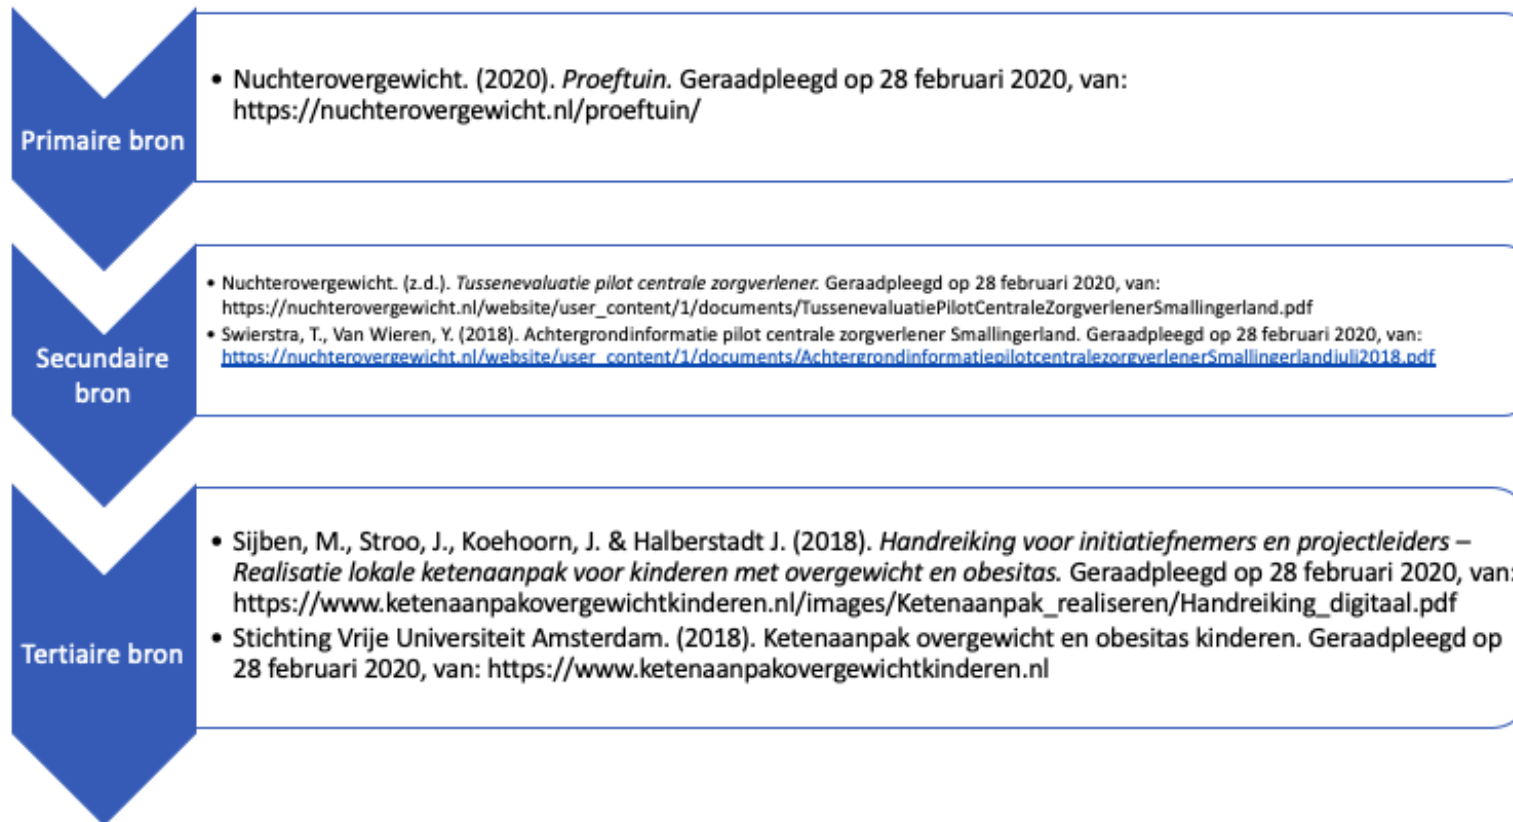 Primaire bron
• Nuchterovergewicht. (2020). Proeftuin. Geraadpleegd op 28 februari 2020, van:
https://nuchterovergewicht.nl/proeftuin/
Secundaire
bron
• Nuchterovergewicht. (z.d.). Tussenevaluatie pilot centrale zorgverlener. Geraadpleegd op 28 februari 2020, van:
https://nuchterovergewicht.nl/website/user_content/1/documents/TussenevaluatiePilotCentraleZorgverlenerSmallingerland.pdf
• Swierstra, T., Van Wieren, Y. (2018). Achtergrondinformatie pilot centrale zorgverlener Smallingerland. Geraadpleegd op 28 februari 2020, van:
https://nuchterovergewicht.nl/website/user_content/1/documents/AchtergrondinformatiepilotcentralezorgverlenerSmallingerlandjuli2018.pdf
Tertiaire bron
• Sijben, M., Stroo, J., Koehoorn, J. & Halberstadt J. (2018). Handreiking voor initiatiefnemers en projectleiders –
Realisatie lokale ketenaanpak voor kinderen met overgewicht en obesitas. Geraadpleegd op 28 februari 2020, van:
https://www.ketenaanpakovergewichtkinderen.nl/images/Ketenaanpak_realiseren/Handreiking_digitaal.pdf
• Stichting Vrije Universiteit Amsterdam. (2018). Ketenaanpak overgewicht en obesitas kinderen. Geraadpleegd op
28 februari 2020, van: https://www.ketenaanpakovergewichtkinderen.nl